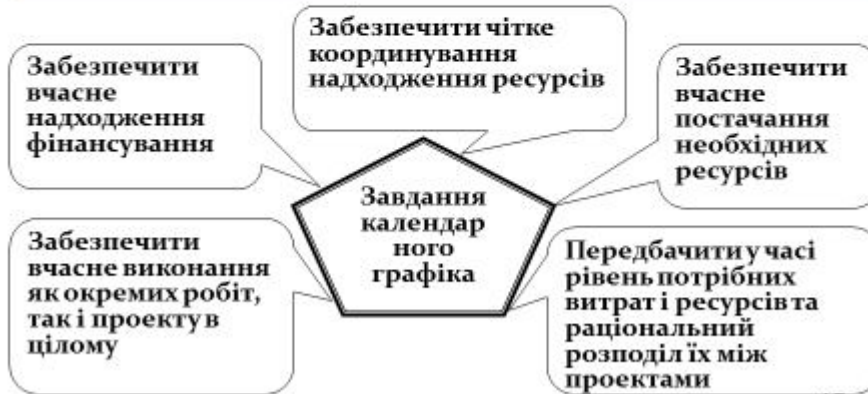 Забезпечити
вчасне
надходження
фінансування
Забезпечити чітке
координування
надходження ресурсів
Забезпечити
вчасне
постачання
необхідних
ресурсів
Завдання
календар
ного
графіка
Забезпечити
вчасне виконання
як окремих робіт,
так і проекту в
цілому
Передбачити у часі
рівень потрібних
витрат і ресурсів та
раціональний
розподіл їх між
проектами